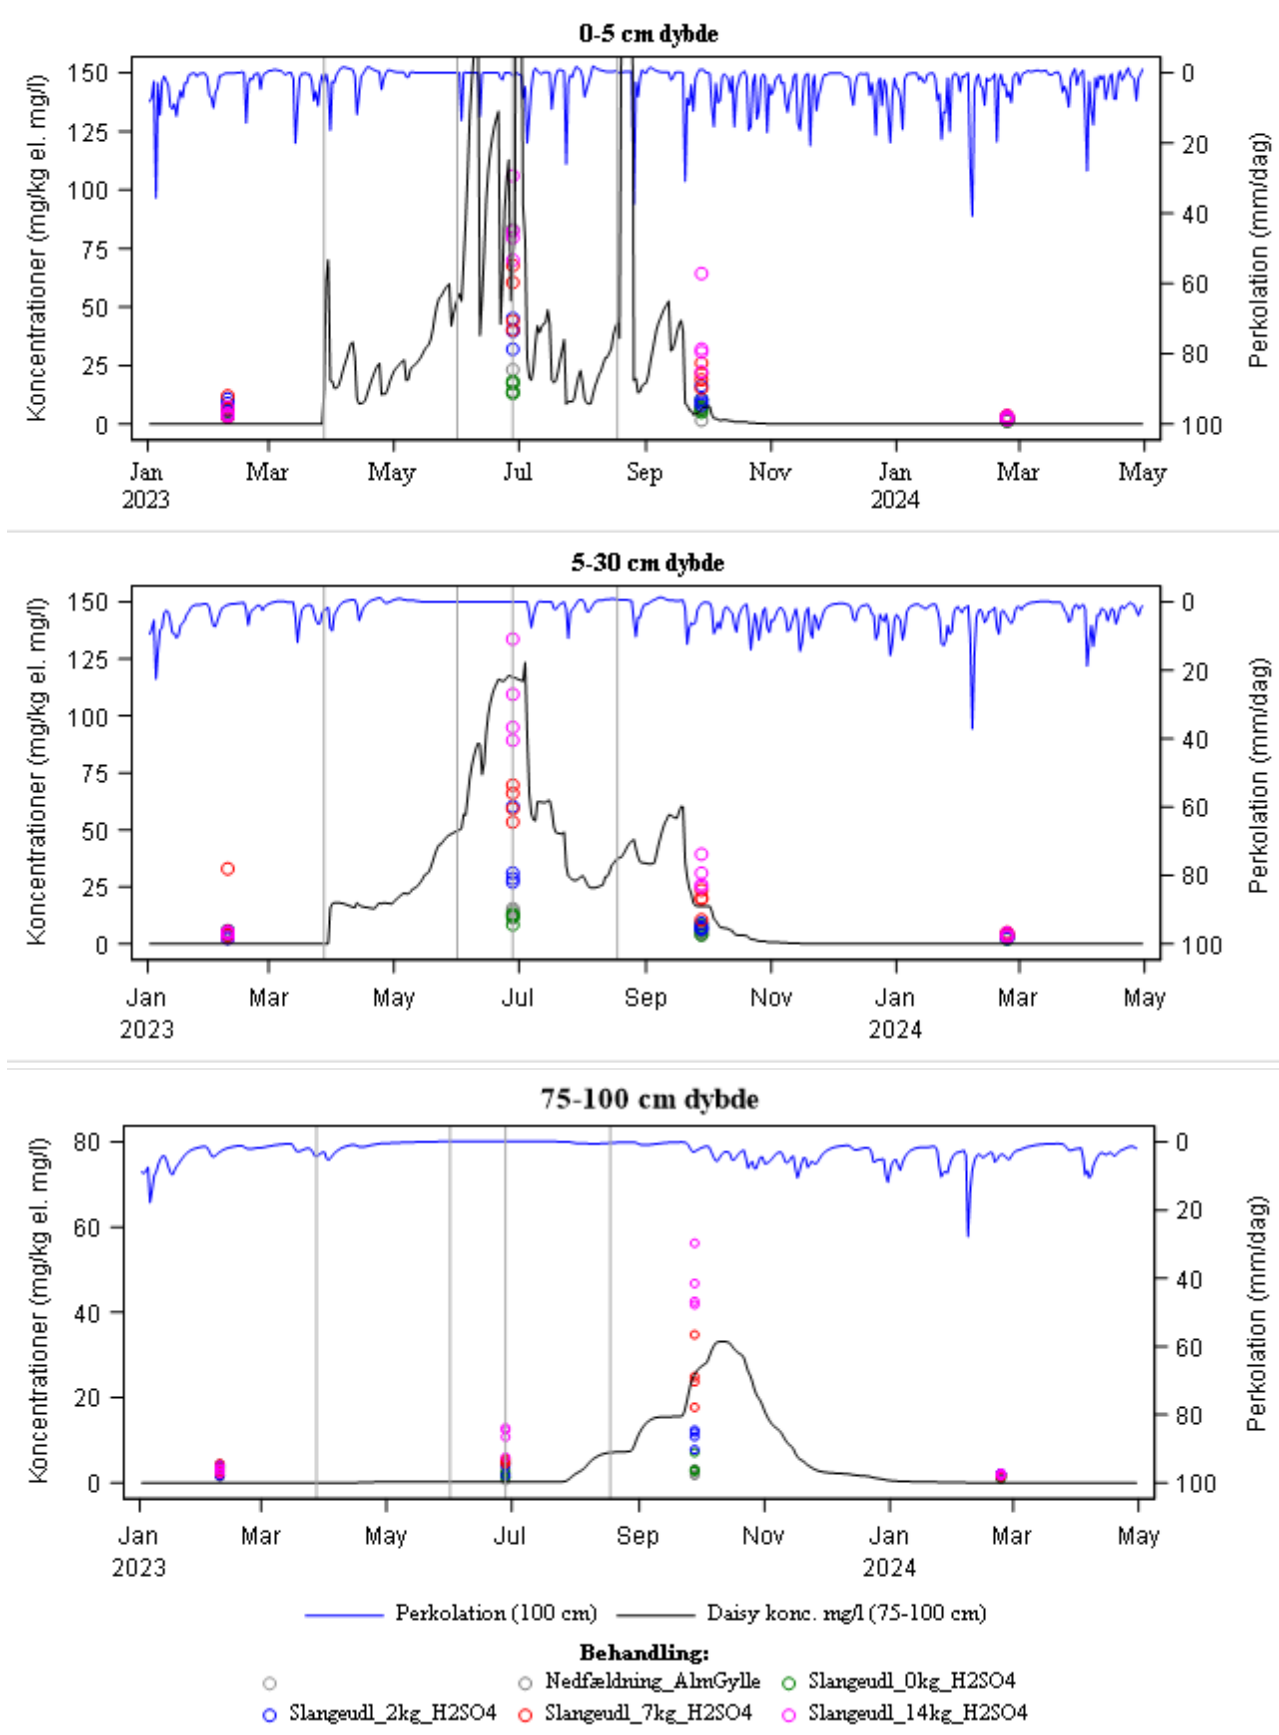 0-5 cm dybde
Koncentrationer (mg/kg el. mg/l)
150
125
100
75
50
25
0
0
20
40
60
80
100
Perkolation (mm/dag)
Jan Mar May Jul Sep Nov Jan Mar May
2023 2024
5-30 cm dybde
Koncentrationer (mg/kg el. mg/l)
150
125
100
75
50
25
0
0
20
40
60
80
100
Perkolation (mm/dag)
Jan Mar May Jul Sep Nov Jan Mar May
2023 2024
75-100 cm dybde
Koncentrationer (mg/kg el. mg/l)
80
60
40
20
0
0
20
40
60
80
100
Perkolation (mm/dag)
Jan Mar May Jul Sep Nov Jan Mar May
2023 2024
Perkolation (100 cm) Daisy konc. mg/l (75-100 cm)
Behandling:
Nedfældning_AlmGylle Slangeudl_0kg_H2SO4
Slangeudl_2kg_H2SO4 Slangeudl_7kg_H2SO4 Slangeudl_14kg_H2SO4